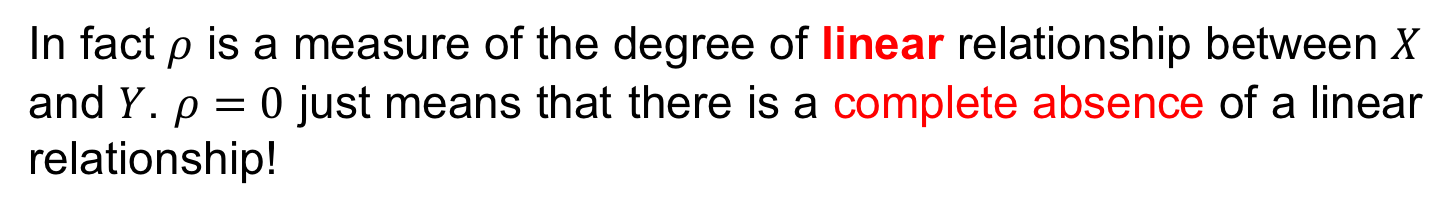 In fact 𝜌 is a measure of the degree of linear relationship between 𝑋
and 𝑌. 𝜌 = 0 just means that there is a complete absence of a linear
relationship!